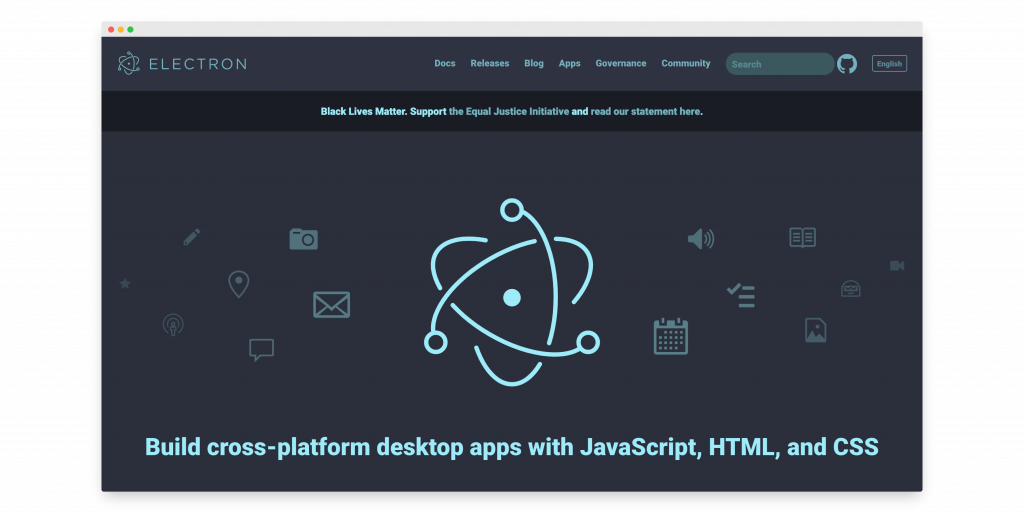 ELECTRON
Docs Releases Blog Apps Governance Community Search English
Black Lives Matter. Support the Equal Justice Initiative and read our statement here.
Build cross-platform desktop apps with JavaScript, HTML, and CSS